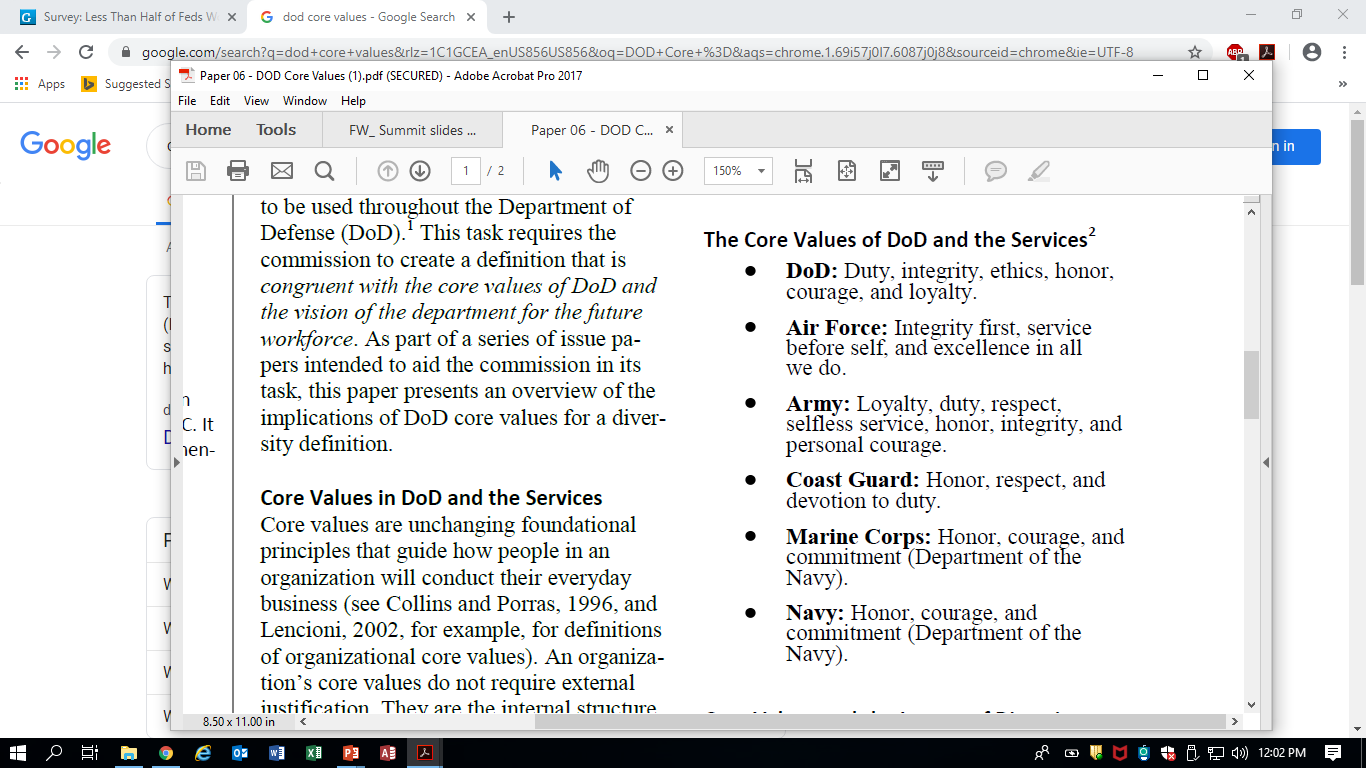 Survey: Less Than Half of Feds W
dod core values - Google Search
google.com/search?q=dod+core+values&rlz=1C1GCEA_enUS856US856&oq=DOD+Core+%3D&aqs=chrome.1.69i57j0l7.6087j0j8&sourceid=chrome&ie=UTF-8
Apps
Suggested S
»
Google
n in
Paper 06 - DOD Core Values (1).pdf (SECURED) - Adobe Acrobat Pro 2017
File Edit View Window Help
Home Tools FW_ Summit slides ... Paper 06 - DOD C...
1 / 2
150%
n
C. It
nen-
to be used throughout the Department of
Defense (DoD).1 This task requires the
commission to create a definition that is
congruent with the core values of DoD and
the vision of the department for the future
workforce. As part of a series of issue pa-
pers intended to aid the commission in its
task, this paper presents an overview of the
implications of DoD core values for a diver-
sity definition.
Core Values in DoD and the Services
Core values are unchanging foundational
principles that guide how people in an
organization will conduct their everyday
business (see Collins and Porras, 1996, and
Lencioni, 2002, for example, for definitions
of organizational core values). An organiza-
tion's core values do not require external
justification. They are the internal structure
The Core Values of DoD and the Services2
● DoD: Duty, integrity, ethics, honor,
courage, and loyalty.
● Air Force: Integrity first, service
before self, and excellence in all
we do.
● Army: Loyalty, duty, respect,
selfless service, honor, integrity, and
personal courage.
● Coast Guard: Honor, respect, and
devotion to duty.
● Marine Corps: Honor, courage, and
commitment (Department of the
Navy).
● Navy: Honor, courage, and
commitment (Department of the
Navy).
8.50 x 11.00 in
12:02 PM